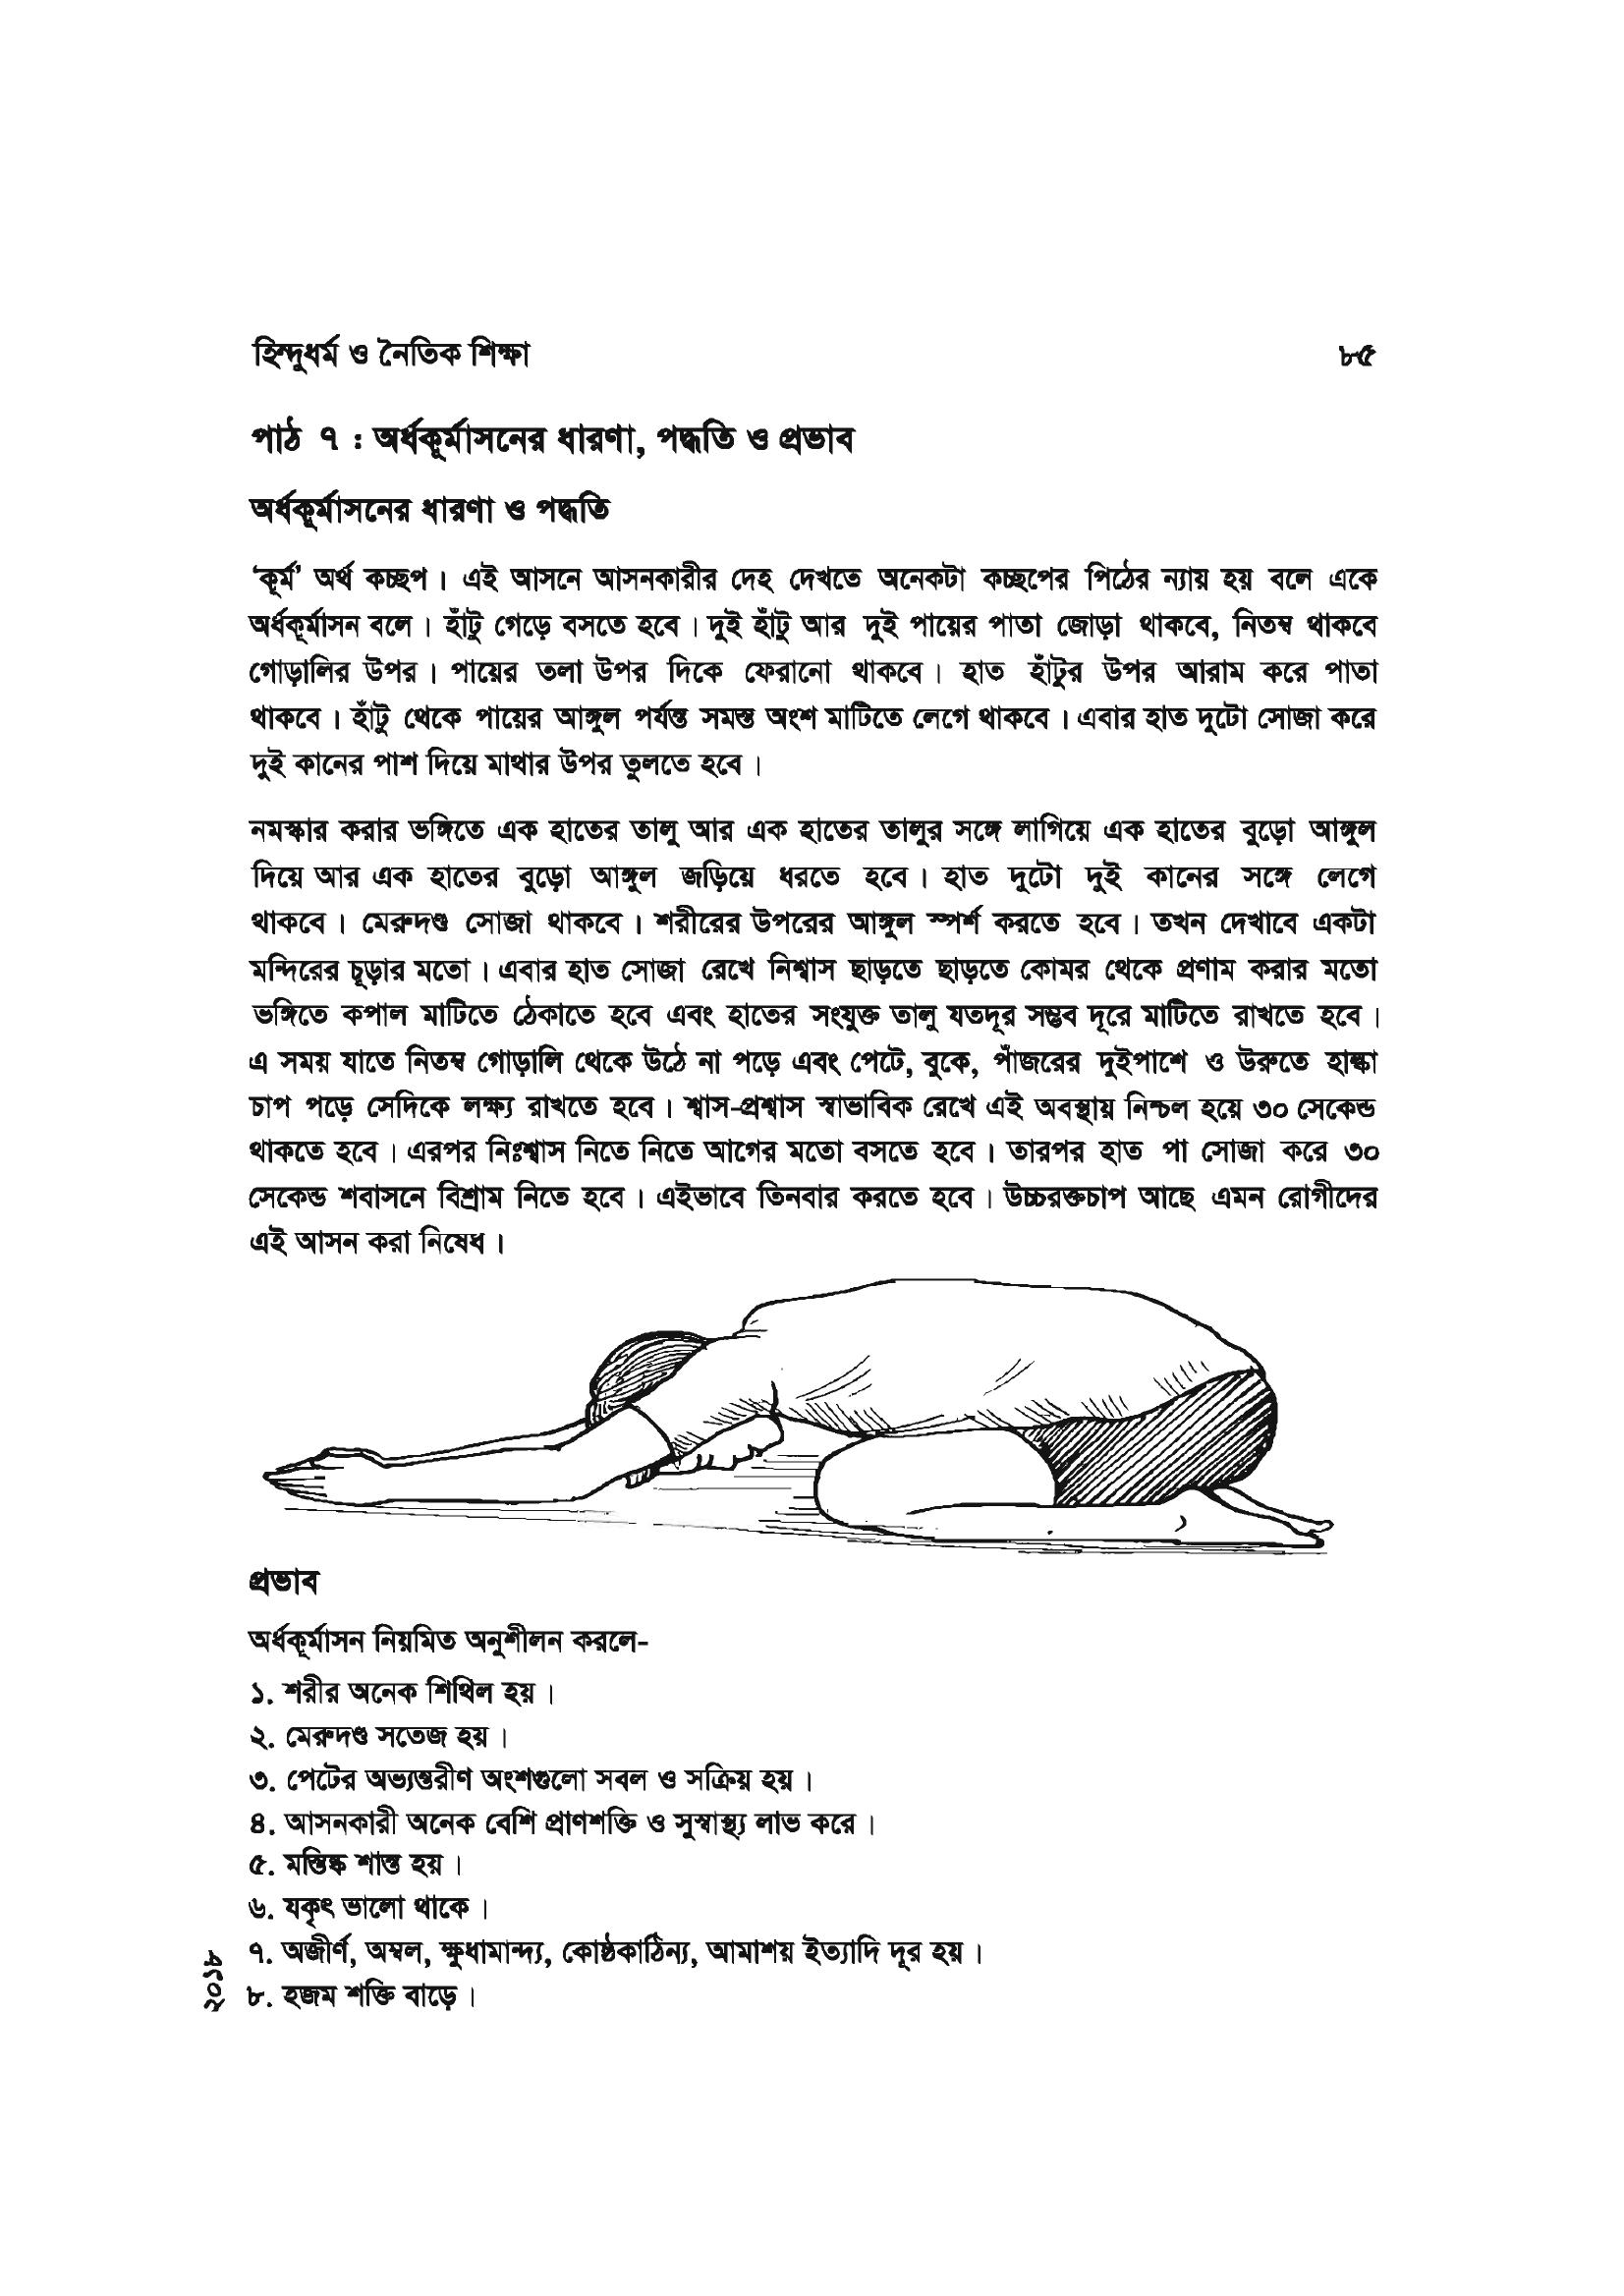 হিন্দুধর্ম ও নৈতিক শিক্ষা ৮৫
পাঠ ৭ : অর্ধকূর্মাসনের ধারণা, পদ্ধতি ও প্রভাব
অর্ধকূর্মাসনের ধারণা ও পদ্ধতি
‘কূর্ম’ অর্থ কচ্ছপ। এই আসনে আসনকারীর দেহ দেখতে অনেকটা কচ্ছপের পিঠের ন্যায় হয় বলে একে
অর্ধকূর্মাসন বলে। হাঁটু গেড়ে বসতে হবে। দুই হাঁটু আর দুই পায়ের পাতা জোড়া থাকবে, নিতম্ব থাকবে
গোড়ালির উপর। পায়ের তলা উপর দিকে ফেরানো থাকবে। হাত হাঁটুর উপর আরাম করে পাতা
থাকবে। হাঁটু থেকে পায়ের আঙ্গুল পর্যন্ত সমস্ত অংশ মাটিতে লেগে থাকবে। এবার হাত দুটো সোজা করে
দুই কানের পাশ দিয়ে মাথার উপর তুলতে হবে।
নমস্কার করার ভঙ্গিতে এক হাতের তালু আর এক হাতের তালুর সঙ্গে লাগিয়ে এক হাতের বুড়ো আঙ্গুল
দিয়ে আর এক হাতের বুড়ো আঙ্গুল জড়িয়ে ধরতে হবে। হাত দুটো দুই কানের সঙ্গে লেগে
থাকবে। মেরুদণ্ড সোজা থাকবে। শরীরের উপরের আঙ্গুল স্পর্শ করতে হবে। তখন দেখাবে একটা
মন্দিরের চূড়ার মতো। এবার হাত সোজা রেখে নিশ্বাস ছাড়তে ছাড়তে কোমর থেকে প্রণাম করার মতো
ভঙ্গিতে কপাল মাটিতে ঠেকাতে হবে এবং হাতের সংযুক্ত তালু যতদূর সম্ভব দূরে মাটিতে রাখতে হবে।
এ সময় যাতে নিতম্ব গোড়ালি থেকে উঠে না পড়ে এবং পেটে, বুকে, পাঁজরের দুইপাশে ও উরুতে হাল্কা
চাপ পড়ে সেদিকে লক্ষ্য রাখতে হবে। শ্বাস-প্রশ্বাস স্বাভাবিক রেখে এই অবস্থায় নিশ্চল হয়ে ৩০ সেকেন্ড
থাকতে হবে। এরপর নিঃশ্বাস নিতে নিতে আগের মতো বসতে হবে। তারপর হাত পা সোজা করে ৩০
সেকেন্ড শবাসনে বিশ্রাম নিতে হবে। এইভাবে তিনবার করতে হবে। উচ্চরক্তচাপ আছে এমন রোগীদের
এই আসন করা নিষেধ।
প্রভাব
অর্ধকূর্মাসন নিয়মিত অনুশীলন করলে-
১. শরীর অনেক শিথিল হয়।
২. মেরুদণ্ড সতেজ হয়।
৩. পেটের অভ্যন্তরীণ অংশগুলো সবল ও সক্রিয় হয়।
৪. আসনকারী অনেক বেশি প্রাণশক্তি ও সুস্বাস্থ্য লাভ করে।
৫. মস্তিষ্ক শান্ত হয়।
৬. যকৃৎ ভালো থাকে।
৭. অজীর্ণ, অম্বল, ক্ষুধামান্দ্য, কোষ্ঠকাঠিন্য, আমাশয় ইত্যাদি দূর হয়।
৮. হজম শক্তি বাড়ে।
২০১৮